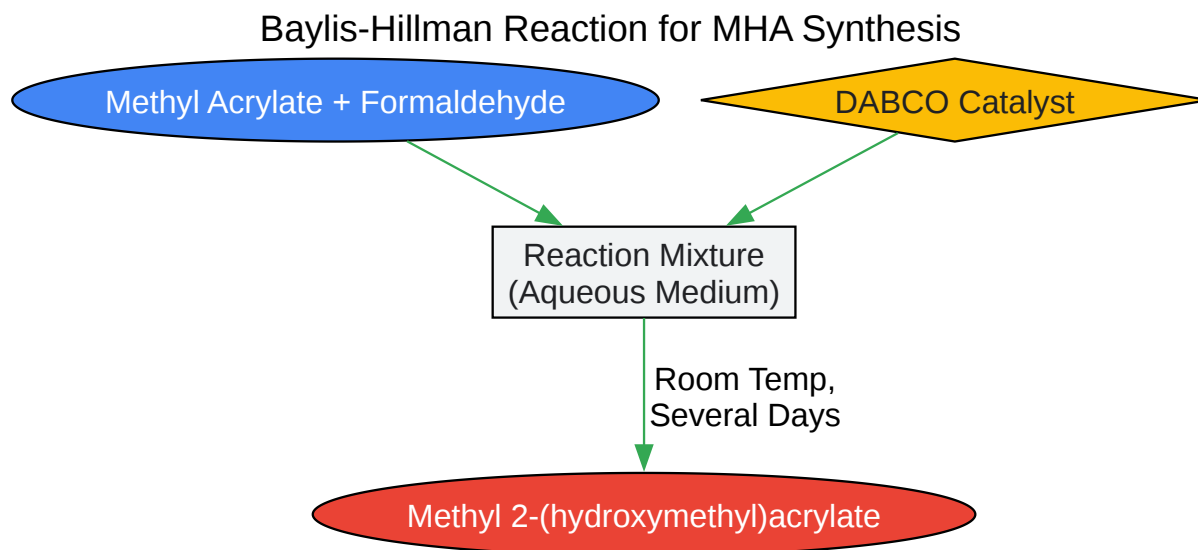 Baylis-Hillman Reaction for MHA Synthesis
Methyl Acrylate + Formaldehyde
DABCO Catalyst
Reaction Mixture
(Aqueous Medium)
Room Temp,
Several Days
Methyl 2-(hydroxymethyl)acrylate